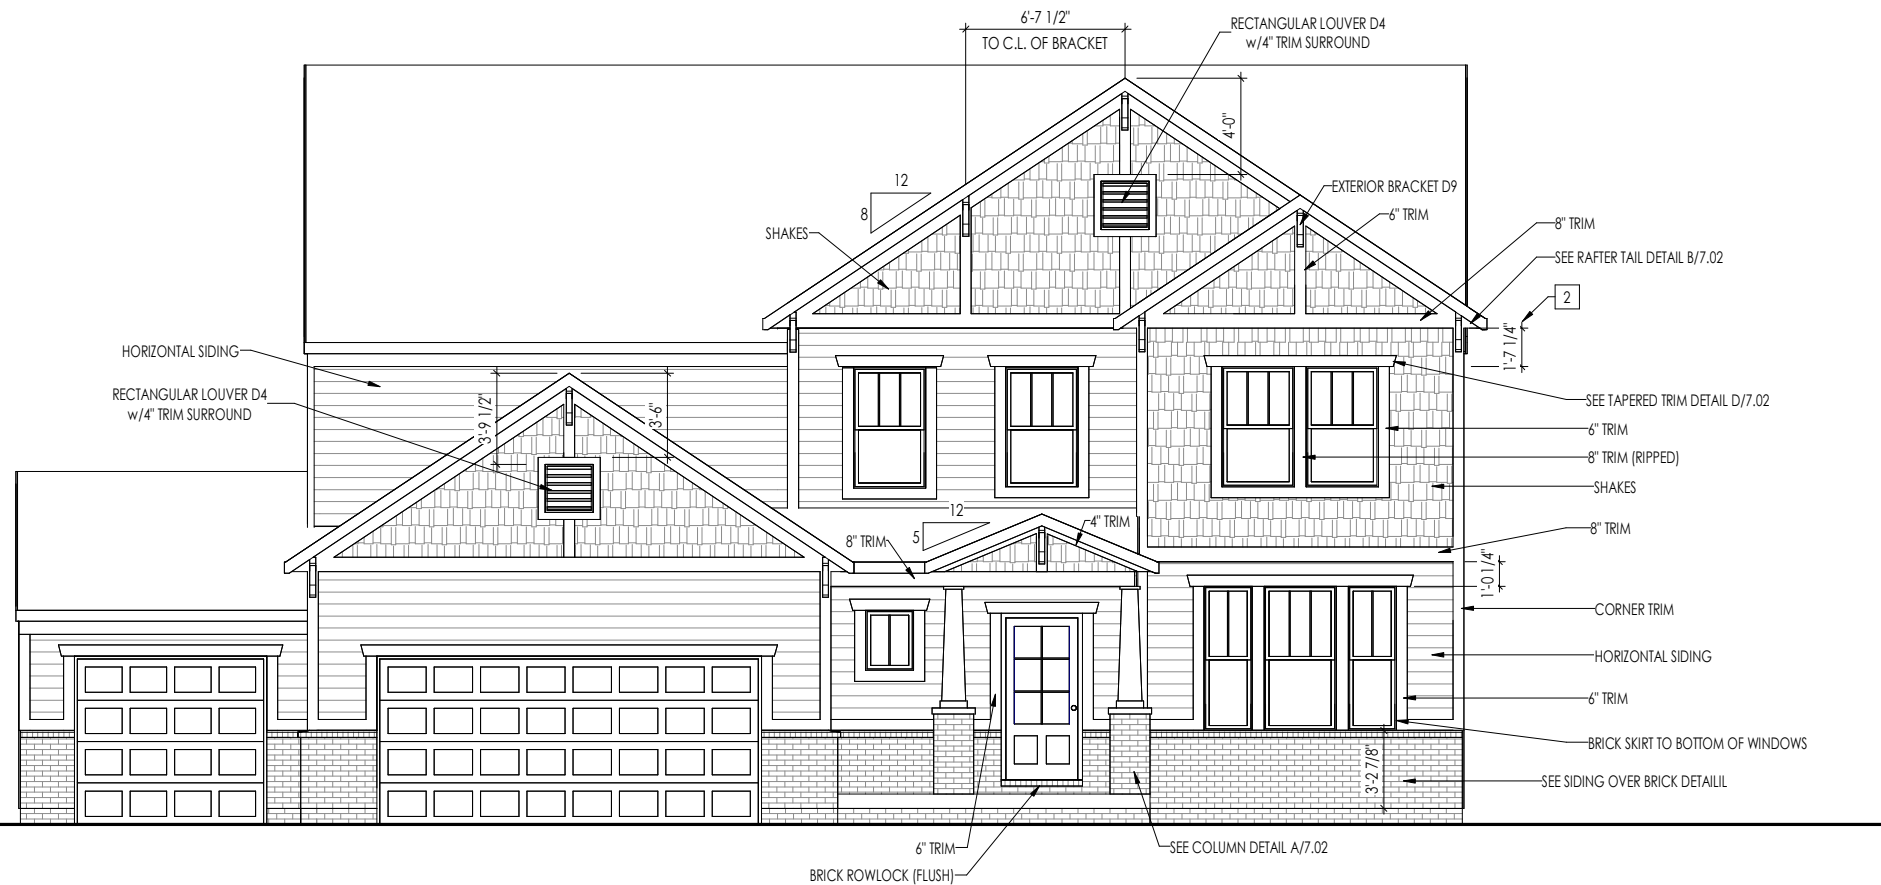 6'-7 1/2"
TO C.L. OF BRACKET
RECTANGULAR LOUVER D4
w/4" TRIM SURROUND
4'-0"
12
8
EXTERIOR BRACKET D9
6" TRIM
SHAKES
8" TRIM
SEE RAFTER TAIL DETAIL B/7.02
2
1'-7 1/4"
HORIZONTAL SIDING
RECTANGULAR LOUVER D4
w/4" TRIM SURROUND
3'-9 1/2"
3'-6"
SEE TAPERED TRIM DETAIL D/7.02
6" TRIM
8" TRIM (RIPPED)
SHAKES
12
5
4" TRIM
8" TRIM
8" TRIM
1'-0 1/4"
CORNER TRIM
HORIZONTAL SIDING
6" TRIM
BRICK SKIRT TO BOTTOM OF WINDOWS
3'-2 7/8"
SEE SIDING OVER BRICK DETAILIL
6" TRIM
SEE COLUMN DETAIL A/7.02
BRICK ROWLOCK (FLUSH)